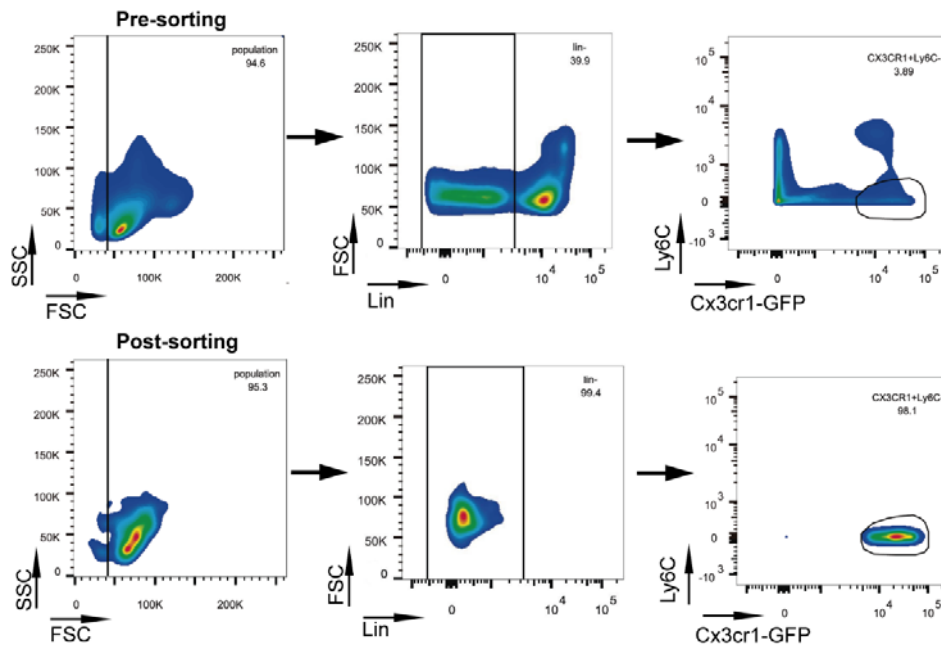 Pre-sorting
250K
200K
150K
100K
50K
0
population
94.6
0
100K
200K
SSC
FSC
250K
200K
150K
100K
50K
0
lin-
39.9
0
10^4
10^5
FSC
Lin
10^5
10^4
10^3
0
-10^3
CX3CR1+Ly6C-
3.89
0
10^4
10^5
Ly6C
Cx3cr1-GFP
Post-sorting
250K
200K
150K
100K
50K
0
population
95.3
0
100K
200K
SSC
FSC
250K
200K
150K
100K
50K
0
lin-
99.4
0
10^4
10^5
FSC
Lin
10^5
10^4
10^3
0
-10^3
CX3CR1+Ly6C-
98.1
0
10^4
10^5
Ly6C
Cx3cr1-GFP